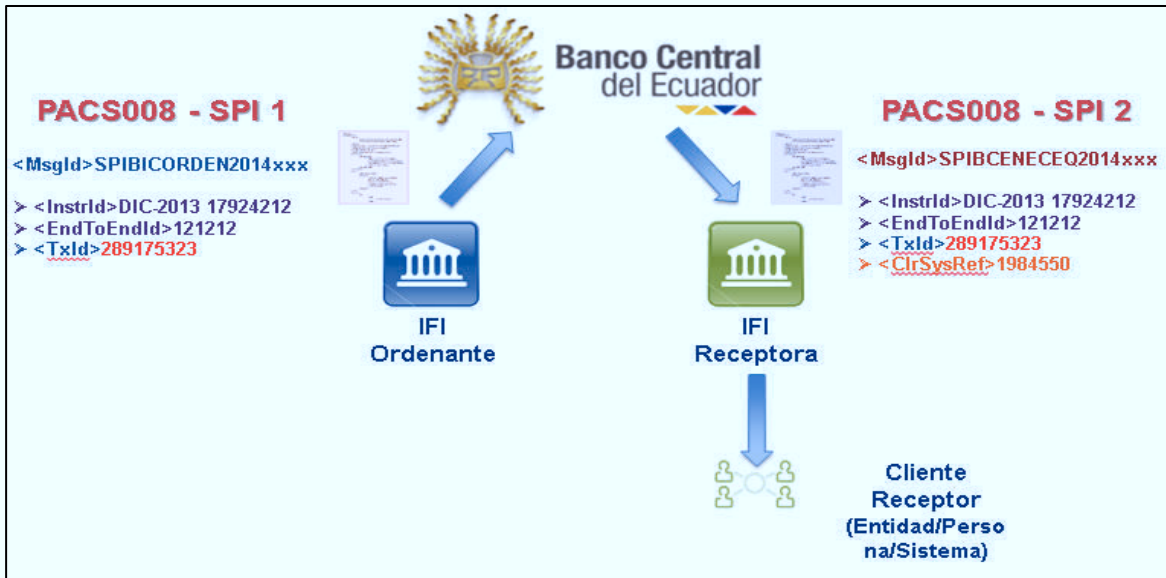 Banco Central
del Ecuador
PACS008 - SPI 1
<MsgId>SPIBICORDEN2014xxx
➢ <InstrId>DIC-2013 17924212
➢ <EndToEndId>121212
➢ <TxId>289175323
PACS008 - SPI 2
<MsgId>SPIBCENECEQ2014xxx
➢ <InstrId>DIC-2013 17924212
➢ <EndToEndId>121212
➢ <TxId>289175323
➢ <ClrSysRef>1984550
IFI
Ordenante
IFI
Receptora
Cliente
Receptor
(Entidad/Perso
na/Sistema)